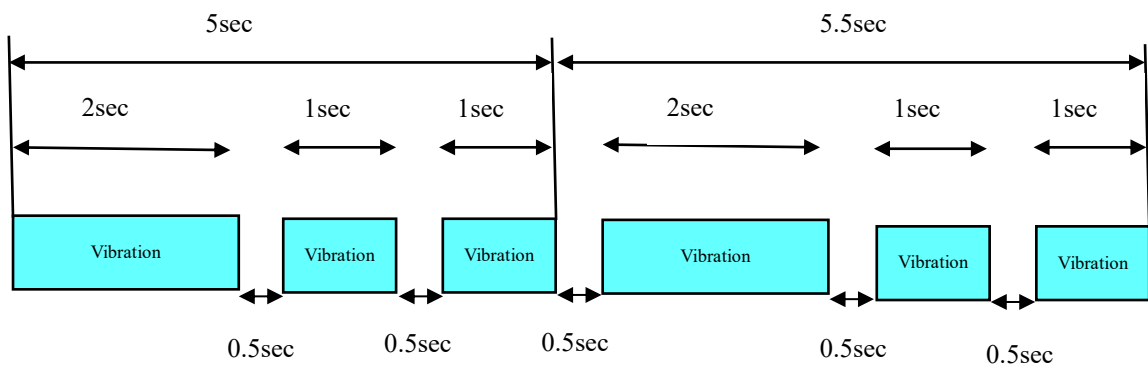 5sec 5.5sec
2sec 1sec 1sec 2sec 1sec 1sec
Vibration Vibration Vibration Vibration Vibration Vibration
0.5sec 0.5sec 0.5sec 0.5sec 0.5sec